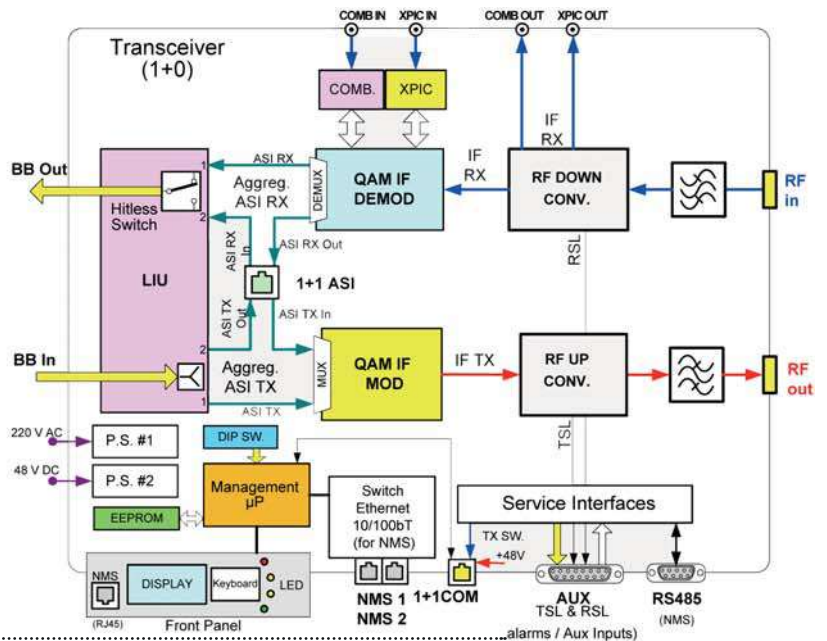 COMB IN
XPIC IN
COMB OUT
XPIC OUT
Transceiver
(1+0)
COMB.
XPIC
IF
RX
BB Out
1
ASI RX
Aggreg.
ASI RX
DEMUX
QAM IF
DEMOD
IF
RX
RF DOWN
CONV.
RF
in
Hitless
Switch
2
ASI RX
In
ASI RX Out
RSL
LIU
1+1 ASI
ASI TX
Out
ASI TX In
BB In
2
Aggreg.
ASI TX
MUX
QAM IF
MOD
IF TX
RF UP
CONV.
RF
out
1
ASI TX
TSL
220 V AC
P.S. #1
DIP SW.
48 V DC
P.S. #2
Management
µP
Switch
Ethernet
10/100bT
(for NMS)
Service Interfaces
EEPROM
TX SW.
+48V
NMS
(RJ45)
DISPLAY
Keyboard
LED
Front Panel
NMS 1
NMS 2
1+1COM
AUX
TSL & RSL
alarms / Aux Inputs)
RS485
(NMS)